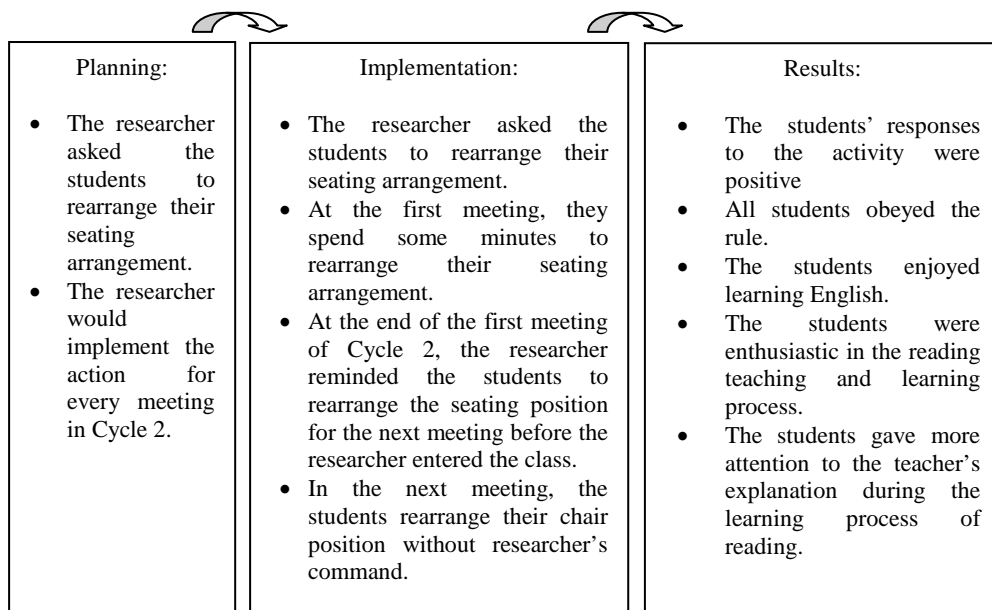 Planning:
• The researcher
asked the
students to
rearrange their
seating
arrangement.
• The researcher
would
implement the
action for
every meeting
in Cycle 2.
Implementation:
• The researcher asked the
students to rearrange their
seating arrangement.
• At the first meeting, they
spend some minutes to
rearrange their seating
arrangement.
• At the end of the first meeting
of Cycle 2, the researcher
reminded the students to
rearrange the seating position
for the next meeting before the
researcher entered the class.
• In the next meeting, the
students rearrange their chair
position without researcher’s
command.
Results:
• The students’ responses
to the activity were
positive
• All students obeyed the
rule.
• The students enjoyed
learning English.
• The students were
enthusiastic in the reading
teaching and learning
process.
• The students gave more
attention to the teacher’s
explanation during the
learning process of
reading.